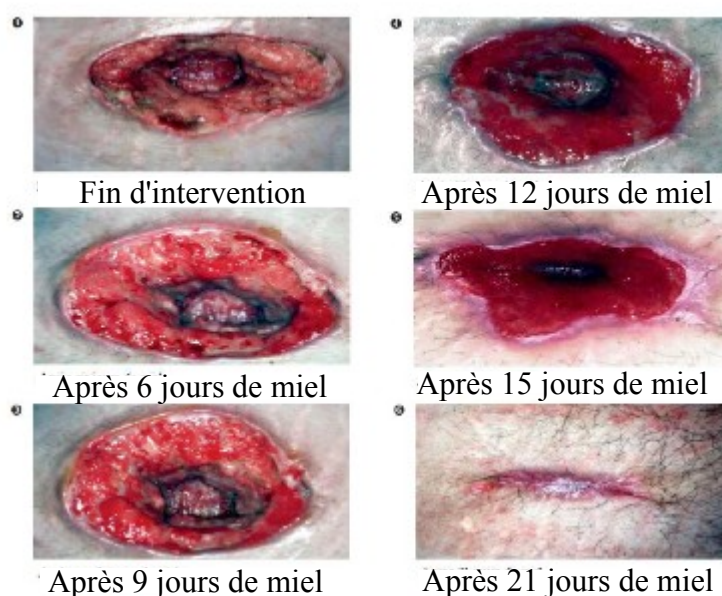 Fin d'intervention
Après 6 jours de miel
Après 9 jours de miel
Après 12 jours de miel
Après 15 jours de miel
Après 21 jours de miel